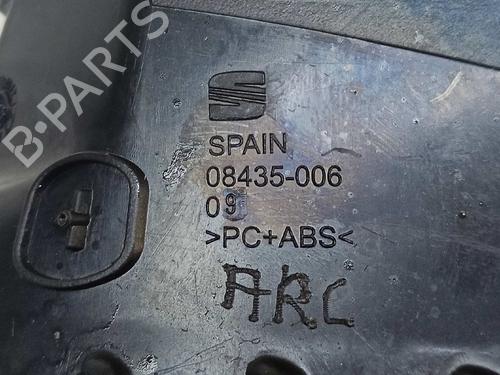 B-PARTS
SPAIN
08435-006
09
>PC+ABS<
ARC